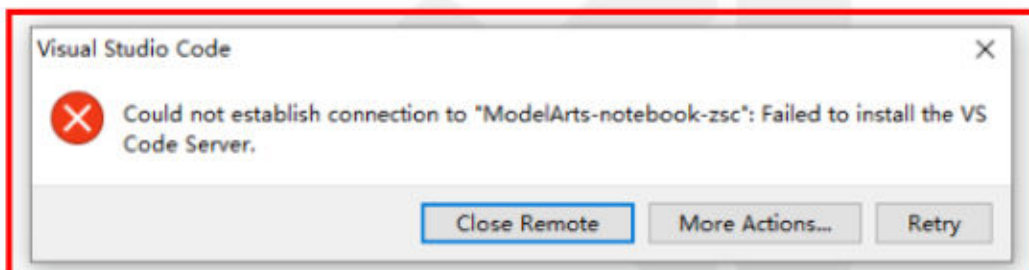 Visual Studio Code
Could not establish connection to "ModelArts-notebook-zsc": Failed to install the VS
Code Server.
Close Remote More Actions... Retry